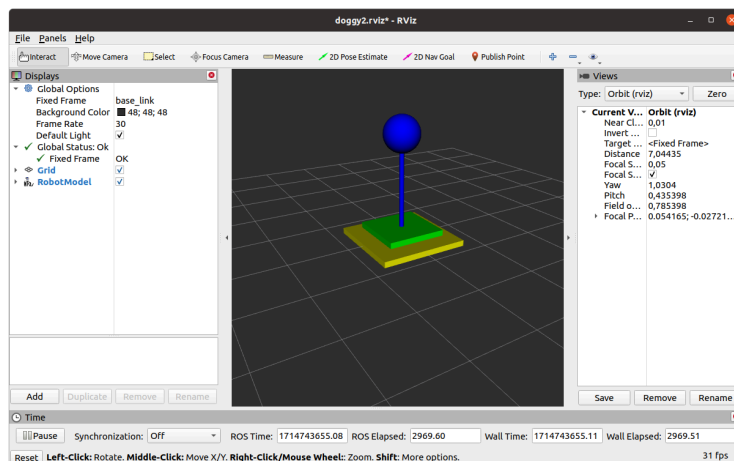 doggy2.rviz* - RViz
File Panels Help
Interact Move Camera Select Focus Camera Measure 2D Pose Estimate 2D Nav Goal Publish Point
Displays
Global Options
Fixed Frame base_link
Background Color 48; 48; 48
Frame Rate 30
Default Light
Global Status: Ok
Fixed Frame OK
Grid
RobotModel
Add Duplicate Remove Rename
Views
Type: Orbit (rviz) Zero
Current V... Orbit (rviz)
Near Cl... 0,01
Invert ...
Target ... <Fixed Frame>
Distance 7,04435
Focal S... 0,05
Focal S...
Yaw 1,0304
Pitch 0,435398
Field o... 0,785398
Focal P... 0.054165; -0.02721...
Save Remove Rename
Time
Pause Synchronization: Off ROS Time: 1714743655.08 ROS Elapsed: 2969.60 Wall Time: 1714743655.11 Wall Elapsed: 2969.51
Reset Left-Click: Rotate. Middle-Click: Move X/Y. Right-Click/Mouse Wheel:: Zoom. Shift: More options. 31 fps